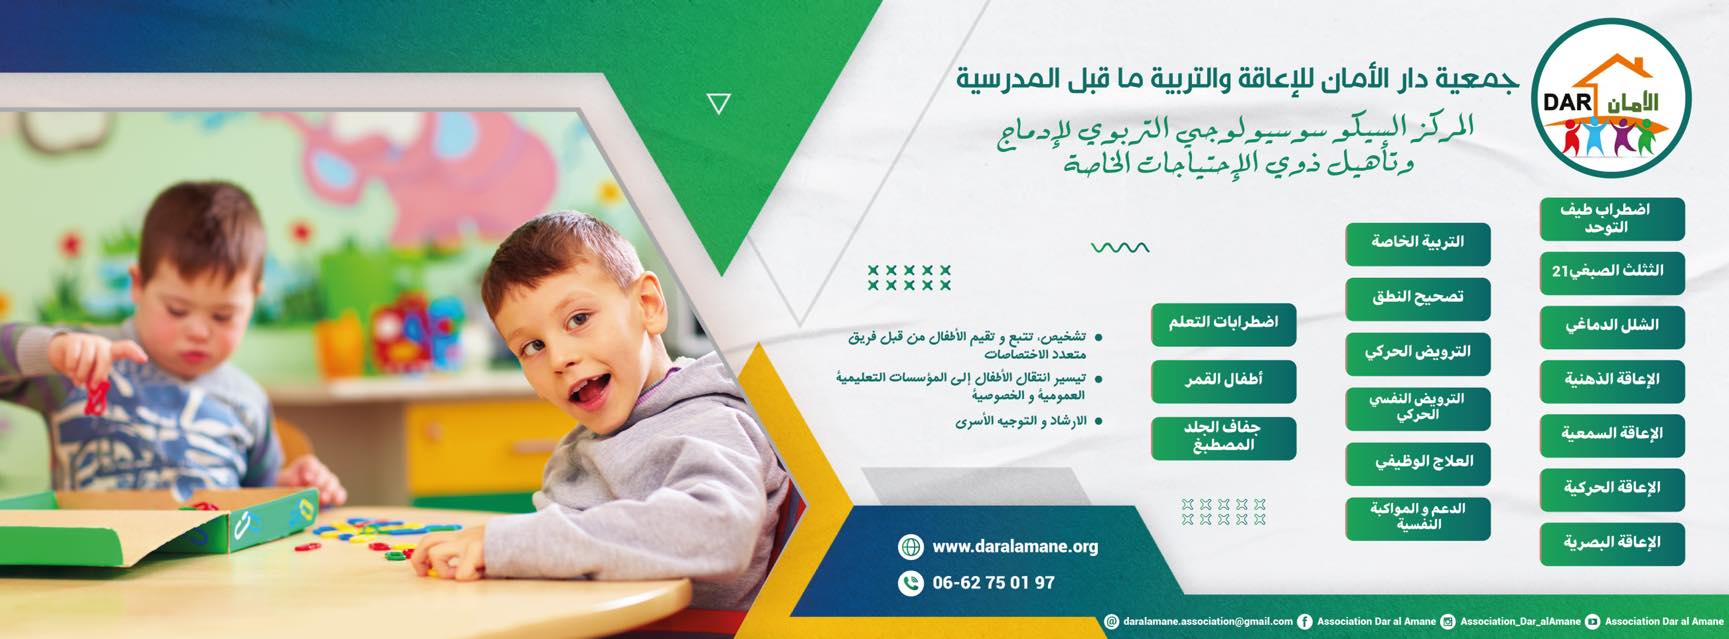 جمعية دار الأمان للإعاقة والتربية ما قبل المدرسية
المركز السيكوسوسيولوجي التربوي للإدماج
وتأهيل ذوي الإحتياجات الخاصة
DAR الأمان
اضطراب طيف
التوحد
التثلث الصبغي21
الشلل الدماغي
الإعاقة الذهنية
الإعاقة السمعية
الإعاقة الحركية
الإعاقة البصرية
التربية الخاصة
تصحيح النطق
الترويض الحركي
الترويض النفسي
الحركي
العلاج الوظيفي
الدعم و المواكبة
النفسية
اضطرابات التعلم
أطفال القمر
جفاف الجلد
المصطبغ
تشخيص، تتبع و تقيم الأطفال من قبل فريق
متعدد الاختصاصات
تيسير انتقال الأطفال إلى المؤسسات التعليمية
العمومية و الخصوصية
الارشاد و التوجيه الأسرى
www.daralamane.org
06-62 75 01 97
daralamane.association@gmail.com Association Dar al Amane Association_Dar_alAmane Association Dar al Amane